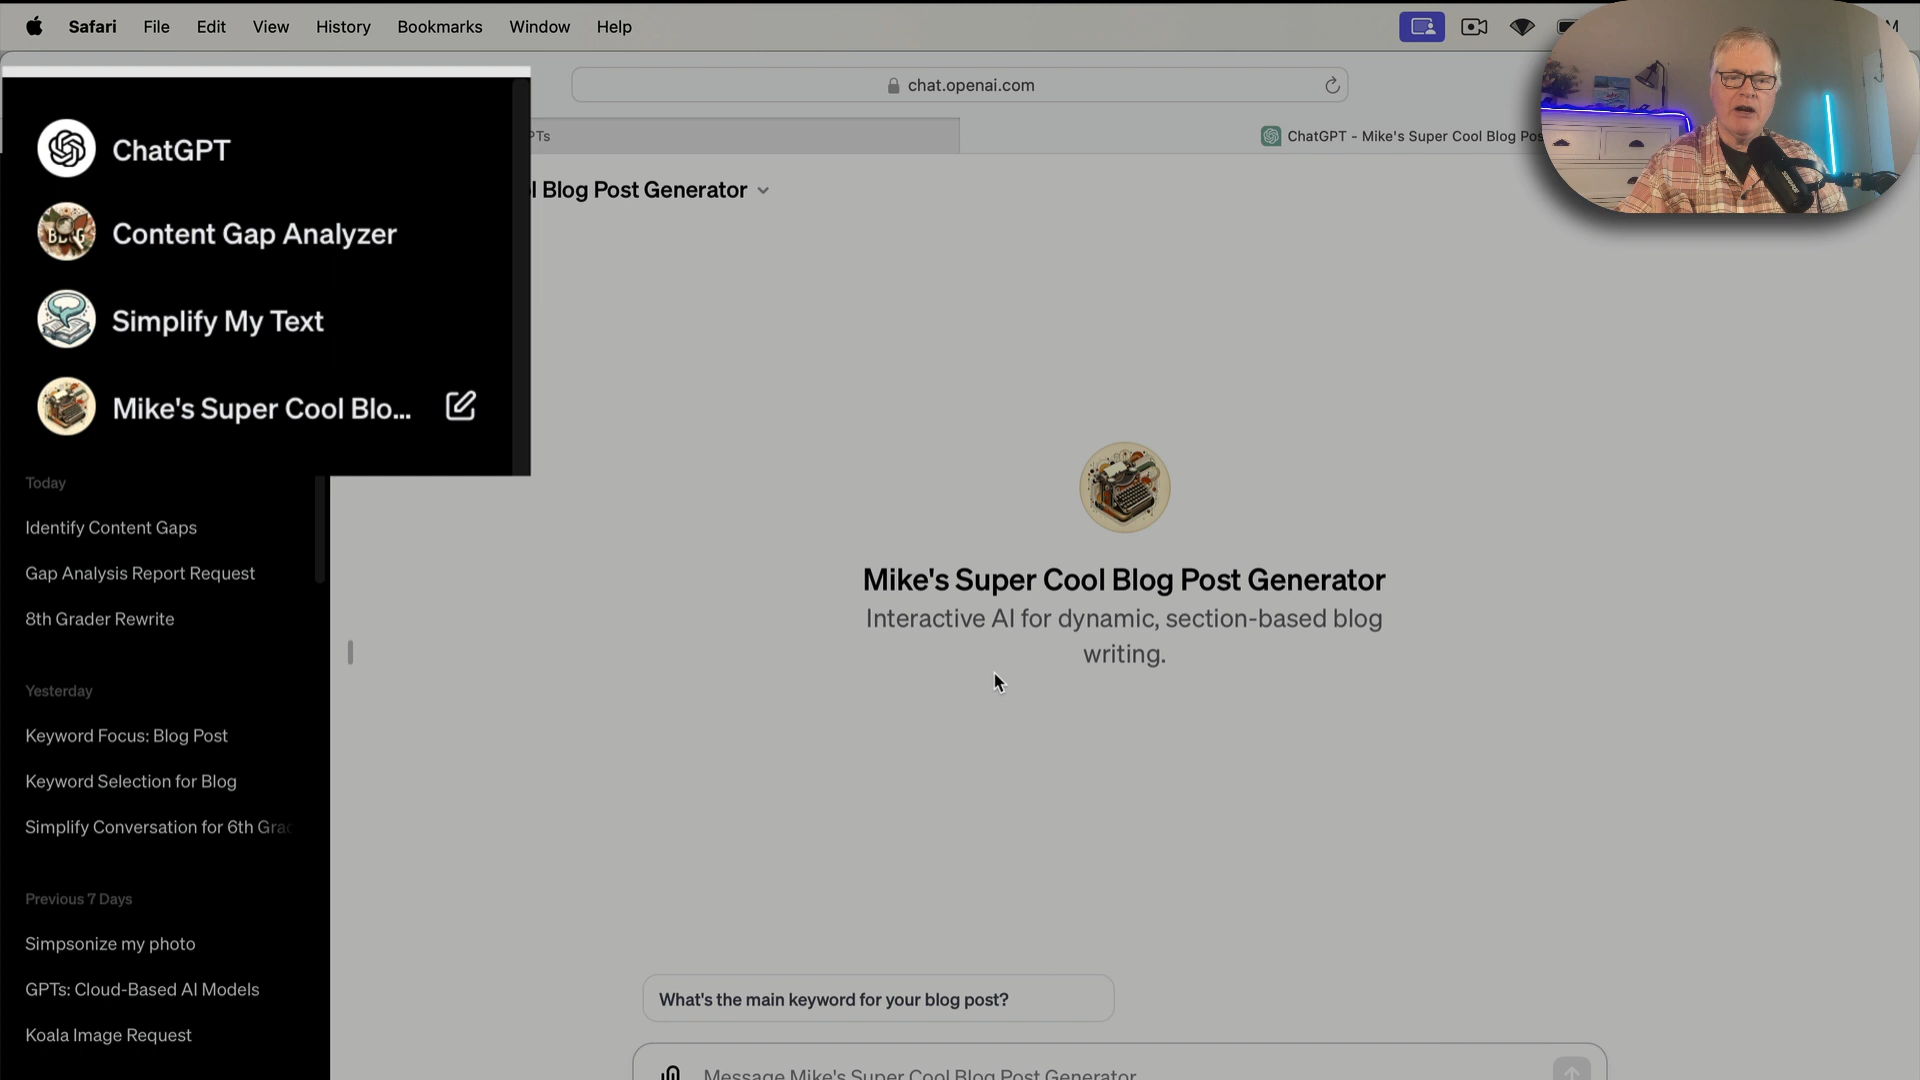 Safari File Edit View History Bookmarks Window Help
chat.openai.com
ChatGPT - Mike's Super Cool Blog Pos
ChatGPT
Content Gap Analyzer
Simplify My Text
Mike's Super Cool Blo...
Blog Post Generator
Today
Identify Content Gaps
Gap Analysis Report Request
8th Grader Rewrite
Yesterday
Keyword Focus: Blog Post
Keyword Selection for Blog
Simplify Conversation for 6th Grad
Previous 7 Days
Simpsonize my photo
GPTs: Cloud-Based AI Models
Koala Image Request
Mike's Super Cool Blog Post Generator
Interactive AI for dynamic, section-based blog
writing.
What's the main keyword for your blog post?
Message Mike's Super Cool Blog Post Generator